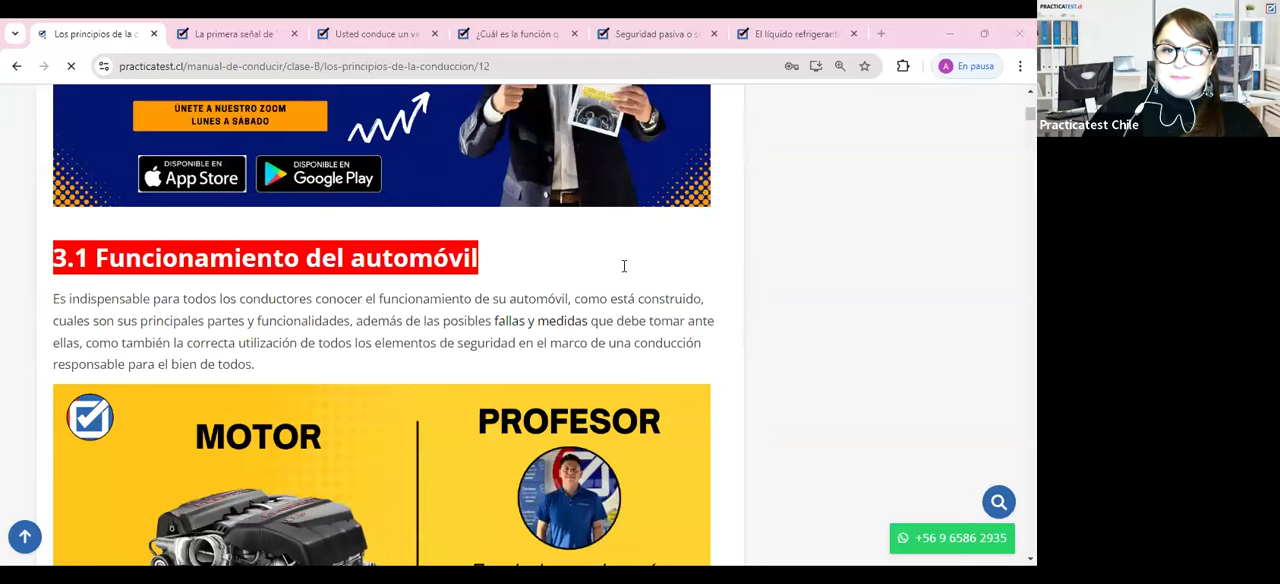 Los principios de la c
La primera señal de
Usted conduce un ve
¿Cuál es la función q
Seguridad pasiva o s
El líquido refrigerant
practicatest.cl/manual-de-conducir/clase-B/los-principios-de-la-conduccion/12
A
En pausa
PRACTICATEST.cl
Practicatest Chile
ÚNETE A NUESTRO ZOOM
LUNES A SÁBADO
DISPONIBLE EN
App Store
DISPONIBLE EN
Google Play
3.1 Funcionamiento del automóvil
Es indispensable para todos los conductores conocer el funcionamiento de su automóvil, como está construido,
cuales son sus principales partes y funcionalidades, además de las posibles fallas y medidas que debe tomar ante
ellas, como también la correcta utilización de todos los elementos de seguridad en el marco de una conducción
responsable para el bien de todos.
MOTOR
PROFESOR
+56 9 6586 2935